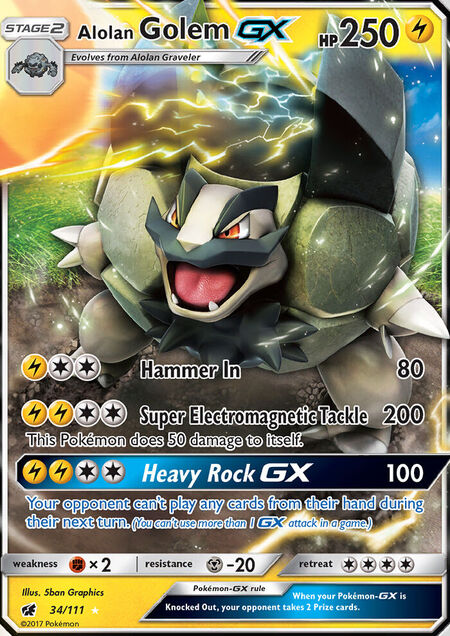 STAGE2 Alolan Golem GX HP250
Evolves from Alolan Graveler
Hammer In 80
Super Electromagnetic Tackle 200
This Pokémon does 50 damage to itself.
Heavy Rock GX 100
Your opponent can't play any cards from their hand during
their next turn. (You can't use more than 1 GX attack in a game.)
weakness ×2 resistance -20 retreat
Illus. 5ban Graphics
Pokémon-GX rule
When your Pokémon-GX is
Knocked Out, your opponent takes 2 Prize cards.
34/111
©2017 Pokémon